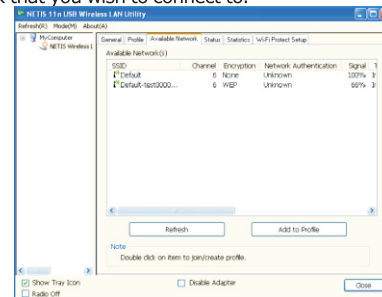 k that you wish to connect to.
NETIS 11n USB Wireless LAN Utility
Refresh(R) Mode(M) About(A)
MyComputer
NETIS Wireless L
General Profile Available Network Status Statistics Wi-Fi Protect Setup
Available Network(s)
SSID Channel Encryption Network Authentication Signal T
Default 6 None Unknown 100% Ir
Default-test0000... 6 WEP Unknown 66% Ir
Refresh Add to Profile
Note
Double click on item to join/create profile.
Show Tray Icon Disable Adapter
Radio Off Close